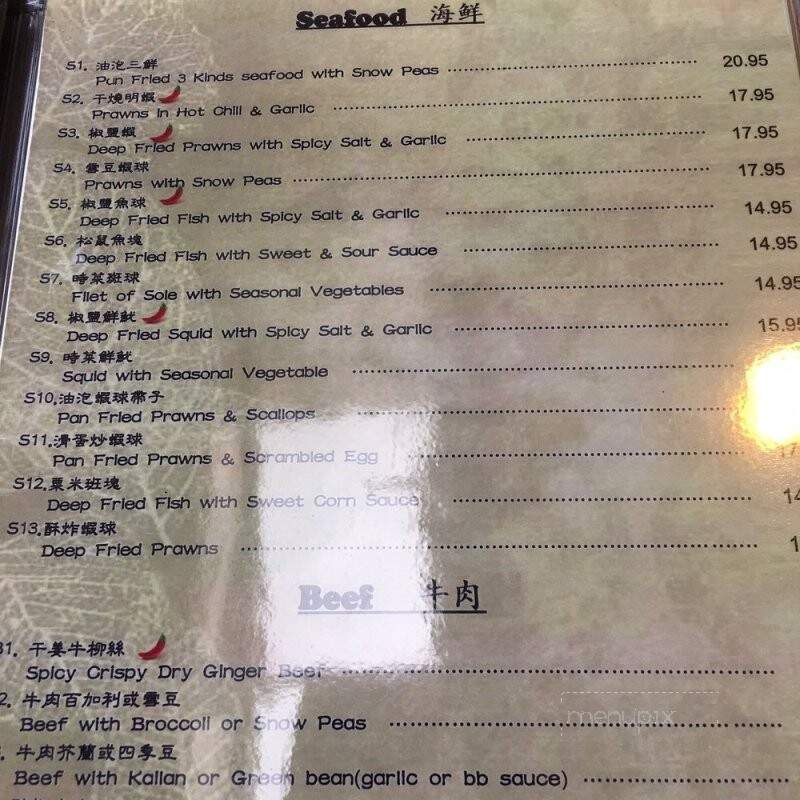 Seafood 海鲜
S1. 油泡三鮮
Pun Fried 3 Kinds seafood with Snow Peas 20.95
S2. 干燒明蝦
Prawns in Hot Chili & Garlic 17.95
S3. 椒鹽蝦
Deep Fried Prawns with Spicy Salt & Garlic 17.95
S4. 雲豆蝦球
Prawns with Snow Peas 17.95
S5. 椒鹽魚球
Deep Fried Fish with Spicy Salt & Garlic 14.95
S6. 松鼠魚塊
Deep Fried Fish with Sweet & Sour Sauce 14.95
S7. 時菜斑球
Filet of Sole with Seasonal Vegetables 14.95
S8. 椒鹽鮮魷
Deep Fried Squid with Spicy Salt & Garlic 15.95
S9. 時菜鮮魷
Squid with Seasonal Vegetable
S10.油泡蝦球帶子
Pan Fried Prawns & Scallops
S11.滑蛋炒蝦球
Pan Fried Prawns & Scrambled Egg
S12.粟米班塊
Deep Fried Fish with Sweet Corn Sauce 14
S13.酥炸蝦球
Deep Fried Prawns 1
Beef 牛肉
31. 干姜牛柳絲
Spicy Crispy Dry Ginger Beef
2. 牛肉百加利或雲豆
Beef with Broccoli or Snow Peas
牛肉芥蘭或四季豆
Beef with Kailan or Green bean(garlic or bb sauce)
menupix